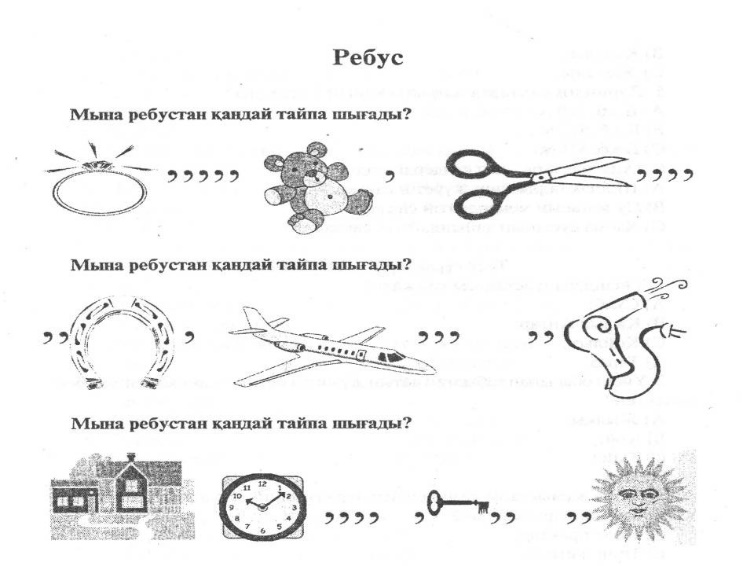 Ребус
Мына ребустан қандай тайпа шығады?
,,,,, , ,,,,
Мына ребустан қандай тайпа шығады?
,, , ,,, ,,
Мына ребустан қандай тайпа шығады?
,,,, , ,, ,,